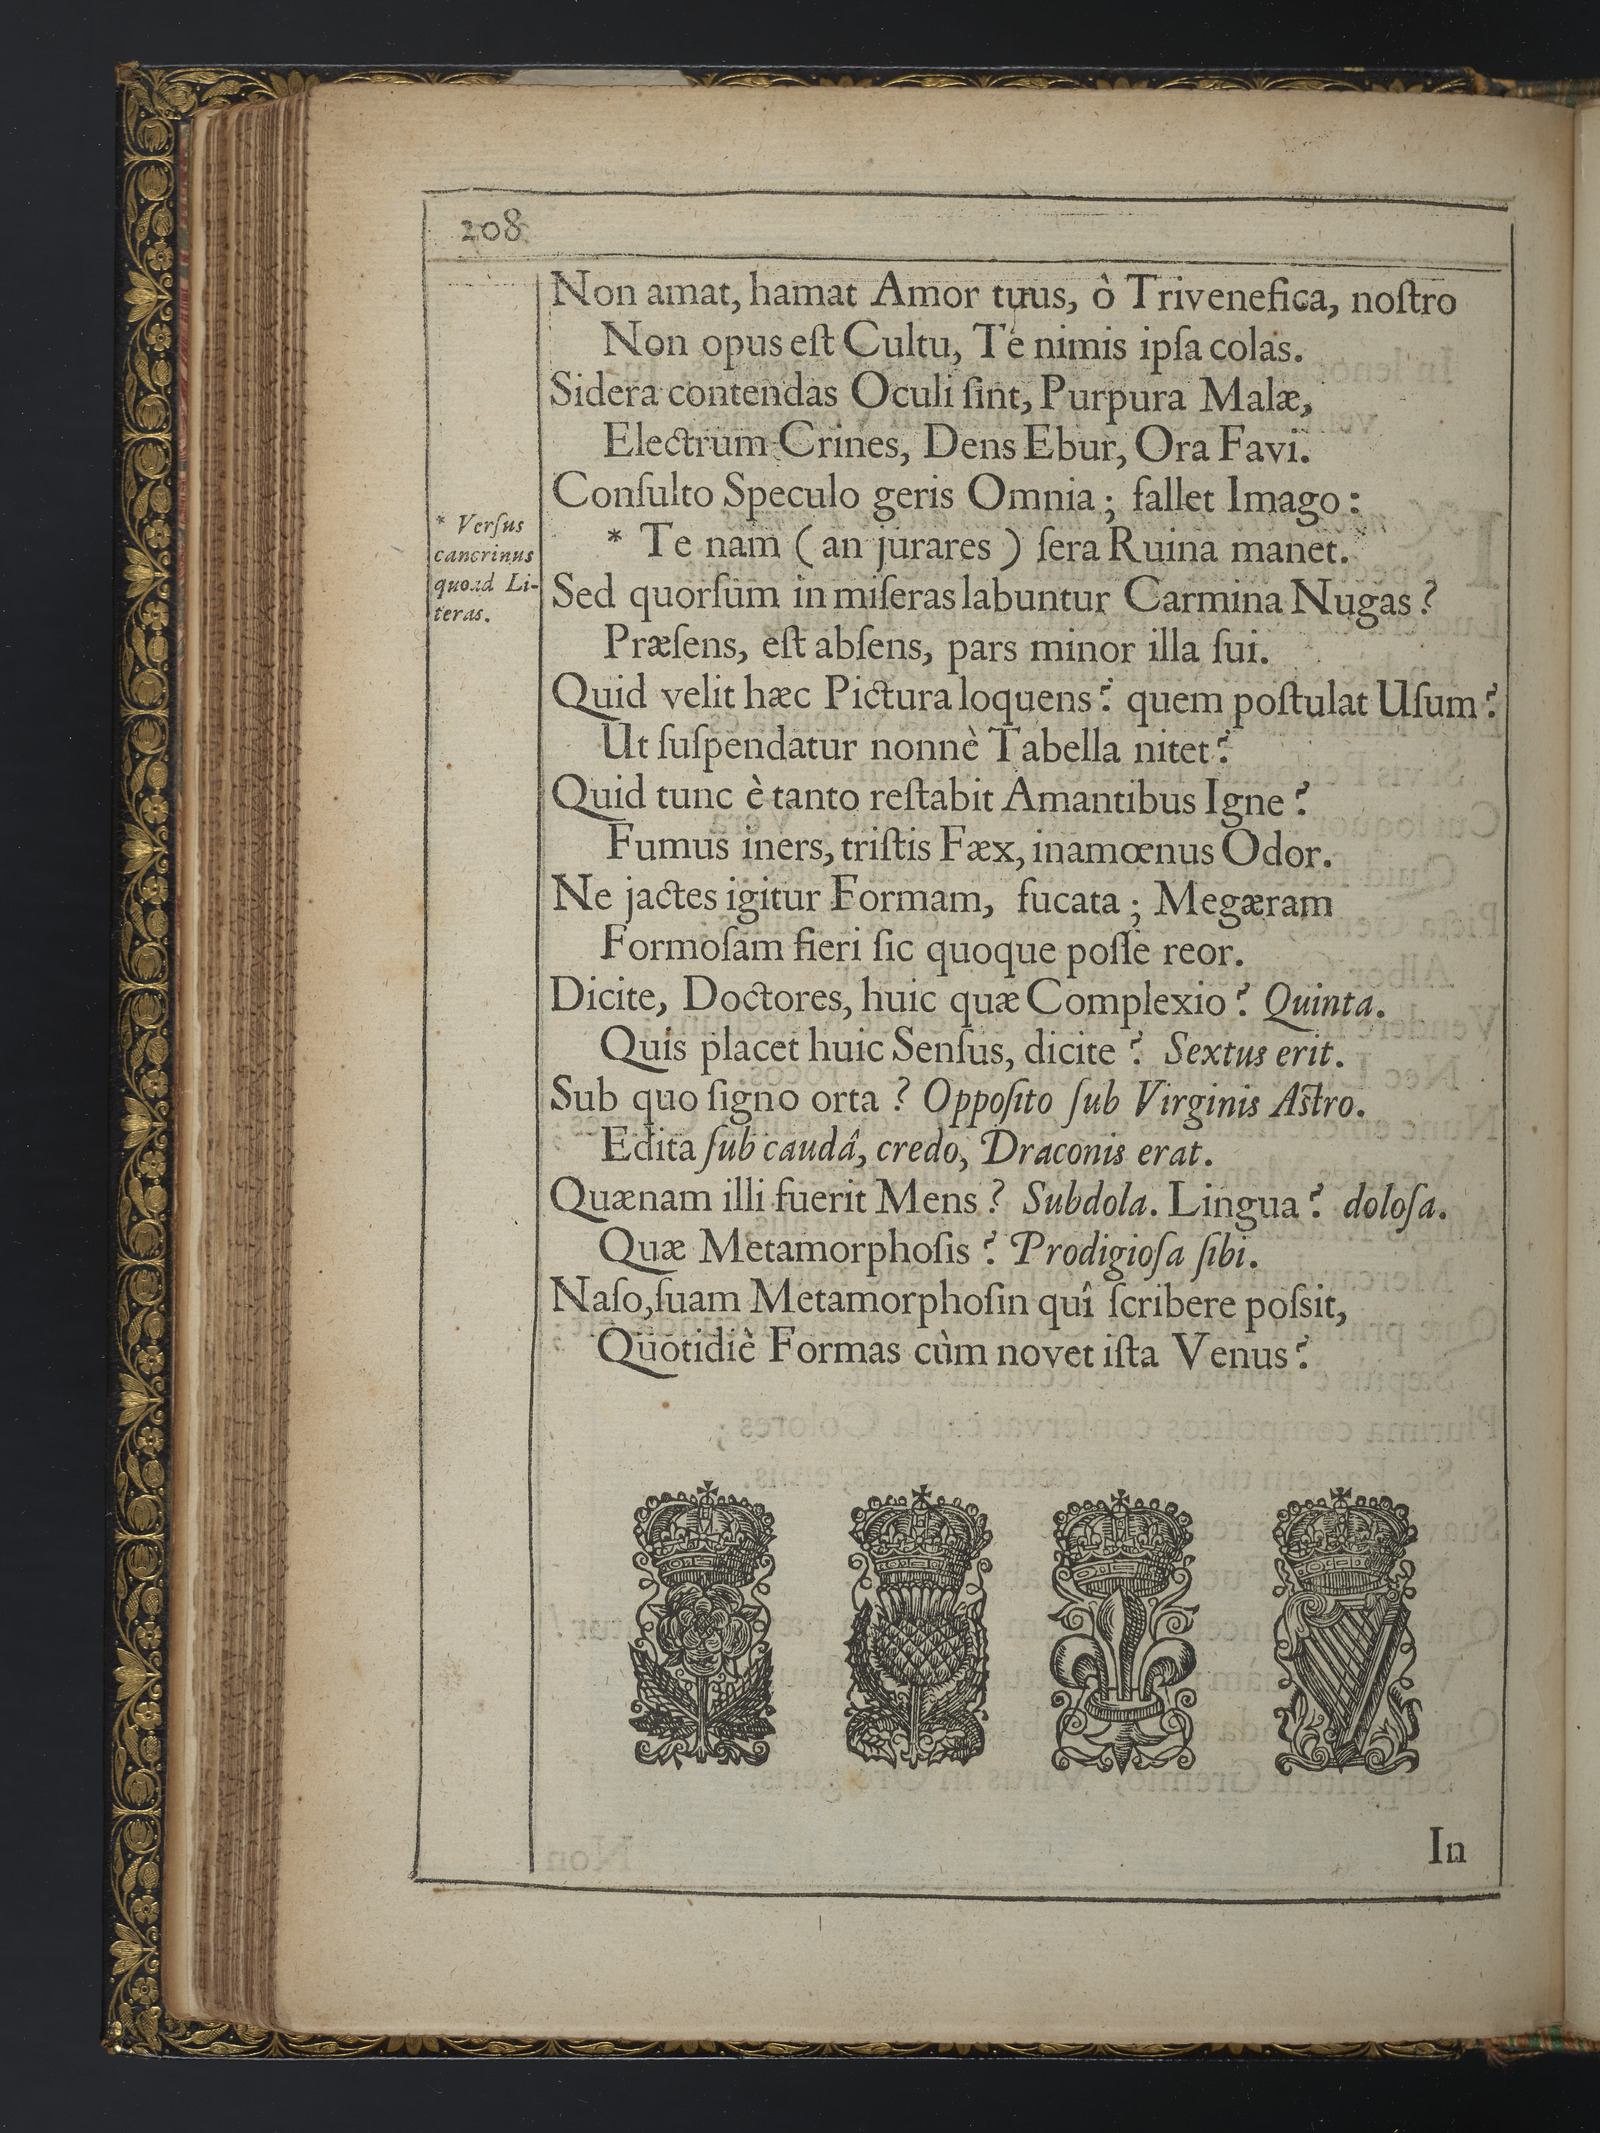 208
Non amat, hamat Amor tuus, ô Trivenefica, noſtro
Non opus eſt Cultu, Te nimis ipſa colas.
Sidera contendas Oculi ſint, Purpura Malæ,
Electrum Crines, Dens Ebur, Ora Favi.
Conſulto Speculo geris Omnia; fallet Imago:
* Te nam (an jurares) ſera Ruina manet.
* Verſus
cancrinus
quoad Li-
teras.
Sed quorſum in miſeras labuntur Carmina Nugas?
Præſens, eſt abſens, pars minor illa ſui.
Quid velit hæc Pictura loquens? quem poſtulat Uſum?
Ut ſuſpendatur nonnè Tabella nitet?
Quid tunc è tanto reſtabit Amantibus Igne?
Fumus iners, triſtis Fæx, inamœnus Odor.
Ne jactes igitur Formam, fucata; Megæram
Formoſam fieri ſic quoque poſſe reor.
Dicite, Doctores, huic quæ Complexio? Quinta.
Quis placet huic Senſus, dicite? Sextus erit.
Sub quo ſigno orta? Oppoſito ſub Virginis Aſtro.
Edita ſub caudâ, credo, Draconis erat.
Quænam illi fuerit Mens? Subdola. Lingua? doloſa.
Quæ Metamorphoſis? Prodigioſa ſibi.
Naſo, ſuam Metamorphoſin quî ſcribere poſsit,
Quotidiè Formas cùm novet iſta Venus?
In